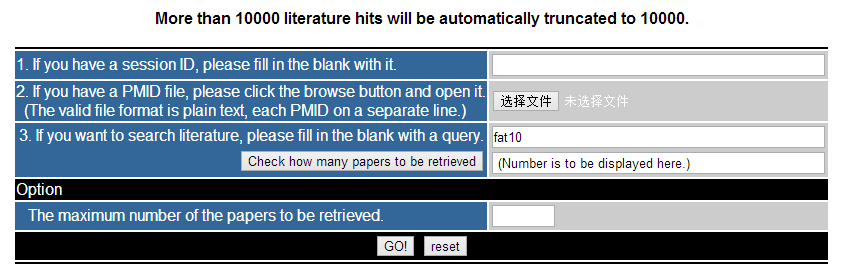 More than 10000 literature hits will be automatically truncated to 10000.
1. If you have a session ID, please fill in the blank with it.
2. If you have a PMID file, please click the browse button and open it.
(The valid file format is plain text, each PMID on a separate line.)
选择文件 未选择文件
3. If you want to search literature, please fill in the blank with a query.
fat10
Check how many papers to be retrieved
(Number is to be displayed here.)
Option
The maximum number of the papers to be retrieved.
GO! reset